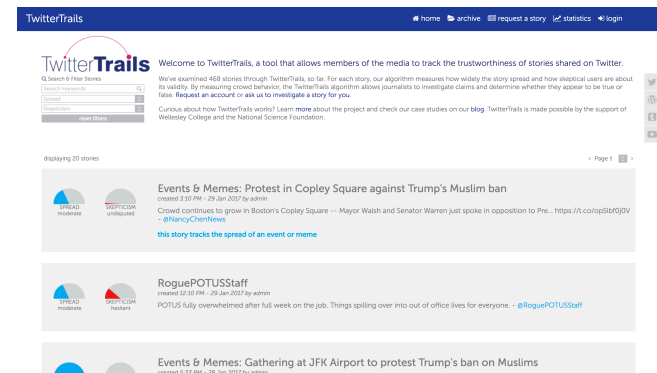 TwitterTrails
home archive request a story statistics login
TwitterTrails
Search & Filter Stories
Search keywords
Spread
Skepticism
reset filters
Welcome to TwitterTrails, a tool that allows members of the media to track the trustworthiness of stories shared on Twitter.
We've examined 468 stories through TwitterTrails, so far. For each story, our algorithm measures how widely the story spread and how skeptical users are about
its validity. By measuring crowd behavior, the TwitterTrails algorithm allows journalists to investigate claims and determine whether they appear to be true or
false. Request an account or ask us to investigate a story for you.
Curious about how TwitterTrails works? Learn more about the project and check our case studies on our blog. TwitterTrails is made possible by the support of
Wellesley College and the National Science Foundation.
displaying 20 stories
‹ Page 1 ›
SPREAD
moderate
SKEPTICISM
undisputed
Events & Memes: Protest in Copley Square against Trump's Muslim ban
created 3:10 PM - 29 Jan 2017 by admin
Crowd continues to grow in Boston's Copley Square -- Mayor Walsh and Senator Warren just spoke in opposition to Pre... https://t.co/opSlbf0j0V
- @NancyChenNews
this story tracks the spread of an event or meme
SPREAD
moderate
SKEPTICISM
hesitant
RoguePOTUSStaff
created 12:10 PM - 29 Jan 2017 by admin
POTUS fully overwhelmed after full week on the job. Things spilling over into out of office lives for everyone. - @RoguePOTUSStaff
Events & Memes: Gathering at JFK Airport to protest Trump's ban on Muslims
created 5:33 PM - 28 Jan 2017 by admin